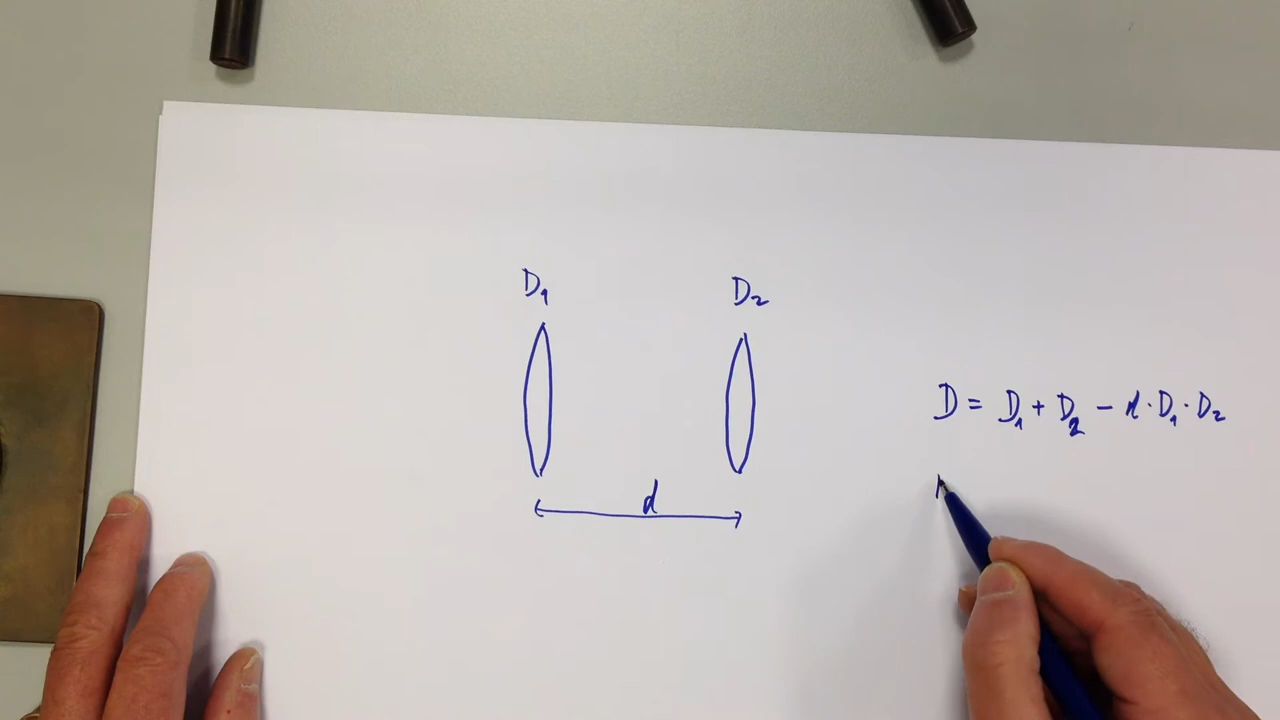 D₁ D₂
d
D = D₁ + D₂ - d · D₁ · D₂